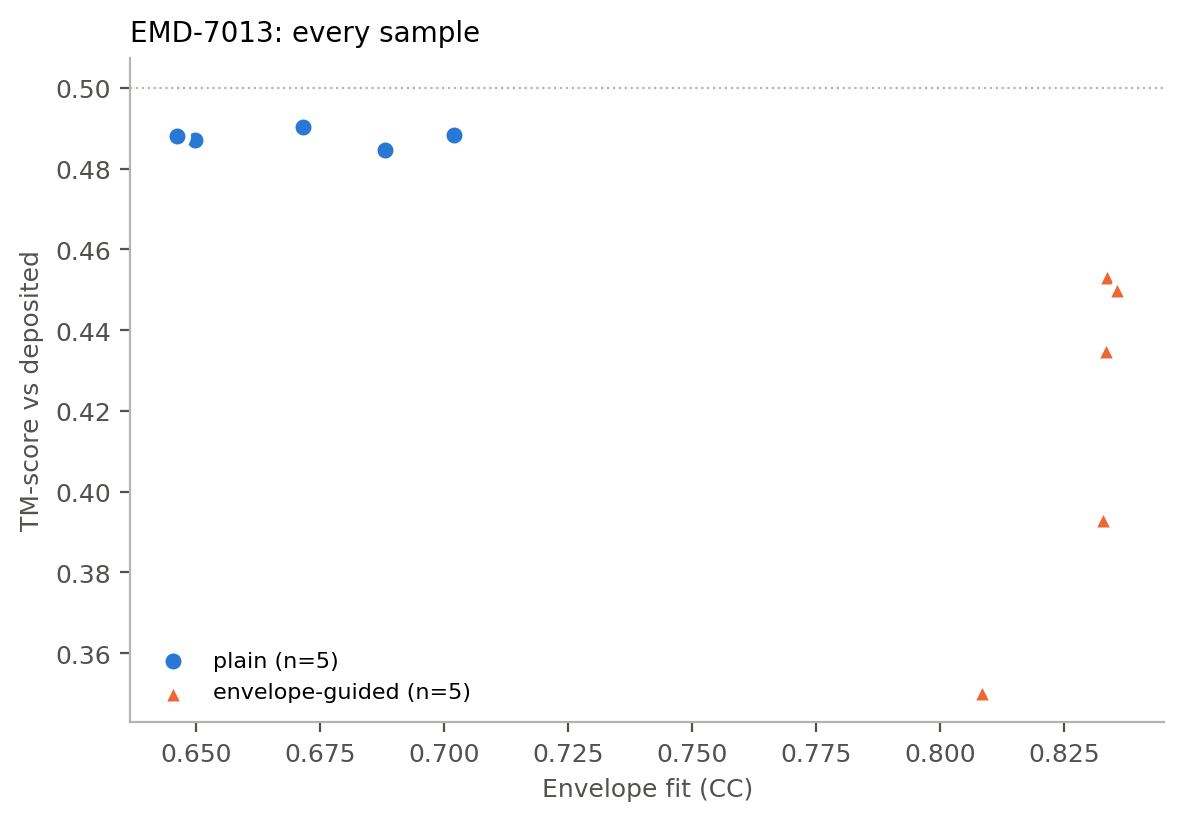 EMD-7013: every sample
TM-score vs deposited
0.50
0.48
0.46
0.44
0.42
0.40
0.38
0.36
plain (n=5)
envelope-guided (n=5)
0.650 0.675 0.700 0.725 0.750 0.775 0.800 0.825
Envelope fit (CC)